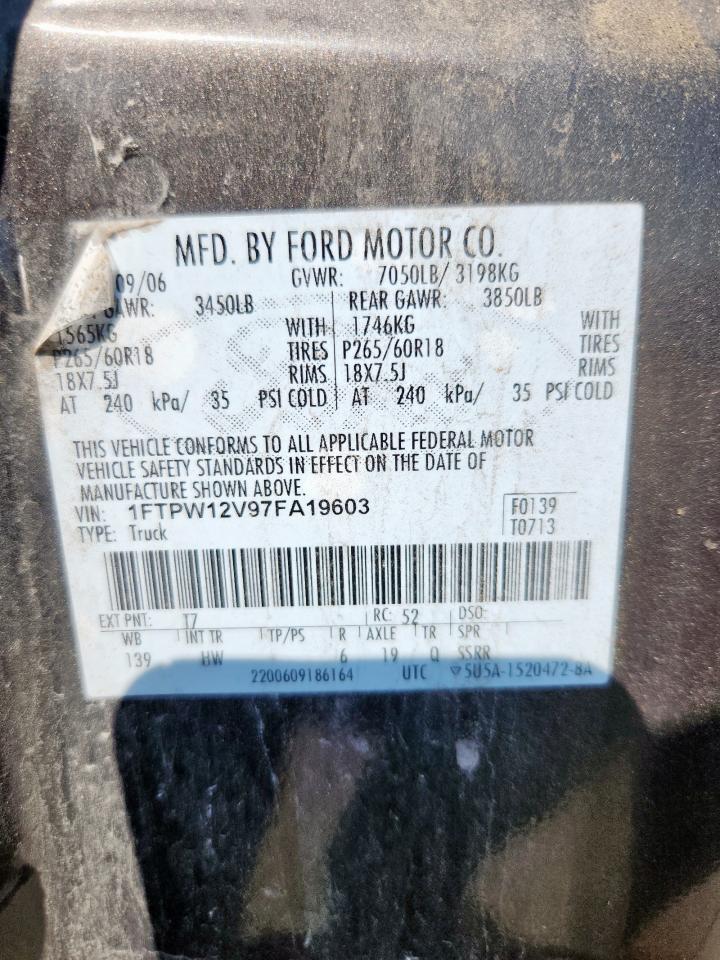 MFD. BY FORD MOTOR CO.
09/06 GVWR: 7050LB/ 3198KG
GAWR: 3450LB REAR GAWR: 3850LB
1565KG WITH 1746KG WITH
P265/60R18 TIRES P265/60R18 TIRES
18X7.5J RIMS 18X7.5J RIMS
AT 240 kPa/ 35 PSI COLD AT 240 kPa/ 35 PSI COLD
THIS VEHICLE CONFORMS TO ALL APPLICABLE FEDERAL MOTOR
VEHICLE SAFETY STANDARDS IN EFFECT ON THE DATE OF
MANUFACTURE SHOWN ABOVE.
VIN: 1FTPW12V97FA19603 F0139
TYPE: Truck T0713
EXT PNT: T7 RC: 52 DSO:
WB INT TR TP/PS R AXLE TR SPR
139 HW 6 19 Q SSRR
2200609186164 UTC ▽5U5A-1520472-BA